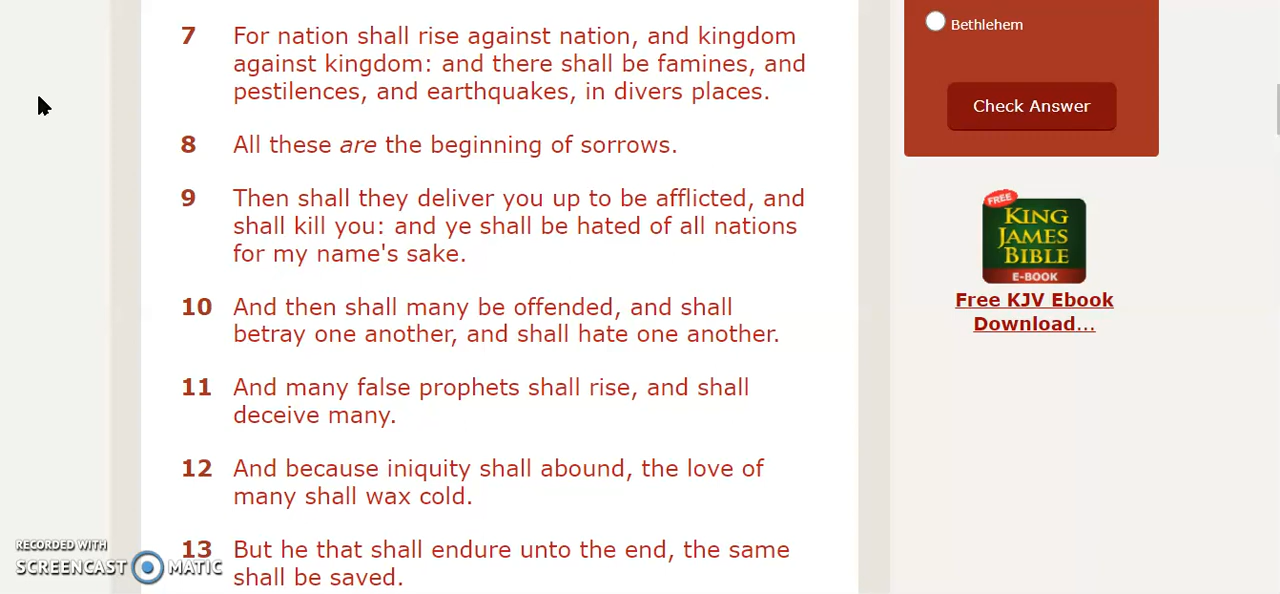 7 For nation shall rise against nation, and kingdom
against kingdom: and there shall be famines, and
pestilences, and earthquakes, in divers places.
8 All these are the beginning of sorrows.
9 Then shall they deliver you up to be afflicted, and
shall kill you: and ye shall be hated of all nations
for my name's sake.
10 And then shall many be offended, and shall
betray one another, and shall hate one another.
11 And many false prophets shall rise, and shall
deceive many.
12 And because iniquity shall abound, the love of
many shall wax cold.
13 But he that shall endure unto the end, the same
shall be saved.
Bethlehem
Check Answer
FREE
KING
JAMES
BIBLE
E-BOOK
Free KJV Ebook
Download...
RECORDED WITH
SCREENCAST MATIC